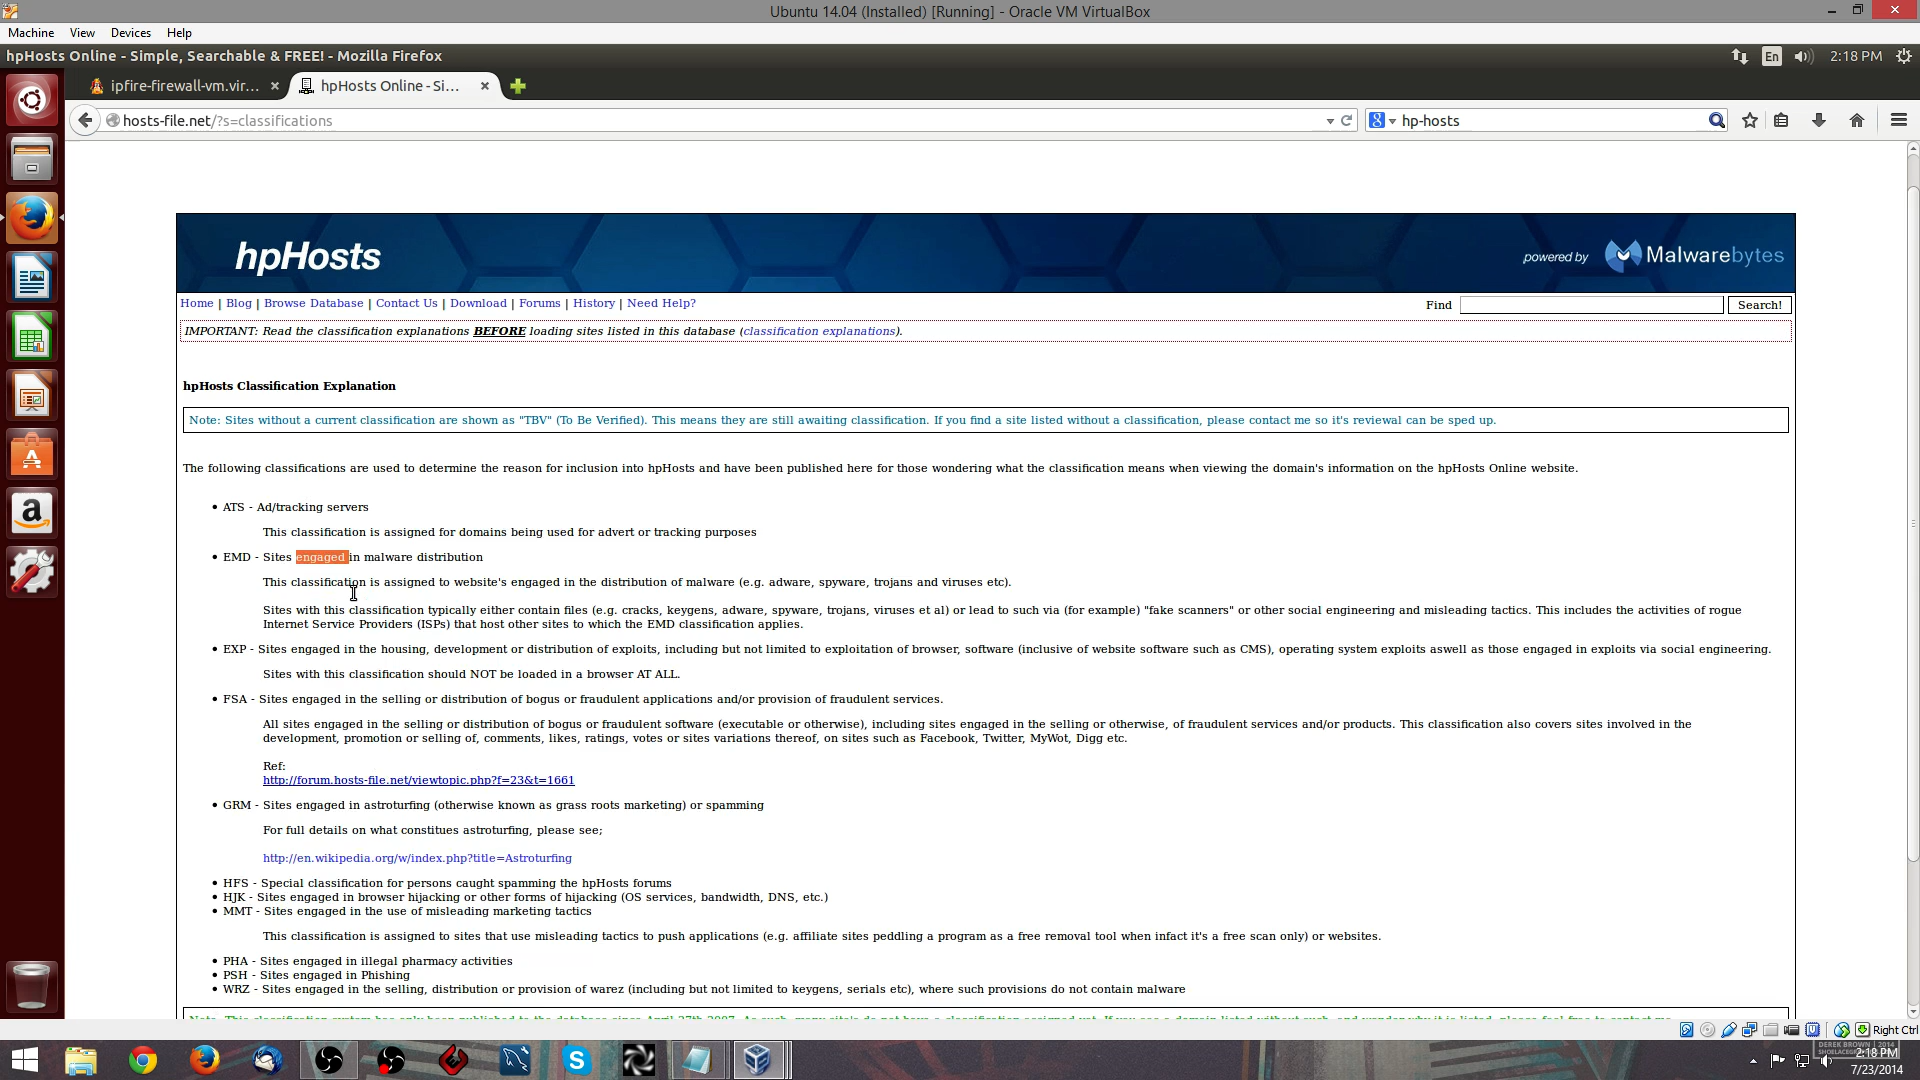 Ubuntu 14.04 (Installed) [Running] - Oracle VM VirtualBox
Machine View Devices Help
hpHosts Online - Simple, Searchable & FREE! - Mozilla Firefox
En 2:18 PM
ipfire-firewall-vm.vir...
hpHosts Online - Si...
hosts-file.net/?s=classifications
hp-hosts
hpHosts
powered by Malwarebytes
Home | Blog | Browse Database | Contact Us | Download | Forums | History | Need Help?
Find Search!
IMPORTANT: Read the classification explanations BEFORE loading sites listed in this database (classification explanations).
hpHosts Classification Explanation
Note: Sites without a current classification are shown as "TBV" (To Be Verified). This means they are still awaiting classification. If you find a site listed without a classification, please contact me so it's reviewal can be sped up.
The following classifications are used to determine the reason for inclusion into hpHosts and have been published here for those wondering what the classification means when viewing the domain's information on the hpHosts Online website.
• ATS - Ad/tracking servers
This classification is assigned for domains being used for advert or tracking purposes
• EMD - Sites engaged in malware distribution
This classification is assigned to website's engaged in the distribution of malware (e.g. adware, spyware, trojans and viruses etc).
Sites with this classification typically either contain files (e.g. cracks, keygens, adware, spyware, trojans, viruses et al) or lead to such via (for example) "fake scanners" or other social engineering and misleading tactics. This includes the activities of rogue
Internet Service Providers (ISPs) that host other sites to which the EMD classification applies.
• EXP - Sites engaged in the housing, development or distribution of exploits, including but not limited to exploitation of browser, software (inclusive of website software such as CMS), operating system exploits aswell as those engaged in exploits via social engineering.
Sites with this classification should NOT be loaded in a browser AT ALL.
• FSA - Sites engaged in the selling or distribution of bogus or fraudulent applications and/or provision of fraudulent services.
All sites engaged in the selling or distribution of bogus or fraudulent software (executable or otherwise), including sites engaged in the selling or otherwise, of fraudulent services and/or products. This classification also covers sites involved in the
development, promotion or selling of, comments, likes, ratings, votes or sites variations thereof, on sites such as Facebook, Twitter, MyWot, Digg etc.
Ref:
http://forum.hosts-file.net/viewtopic.php?f=23&t=1661
• GRM - Sites engaged in astroturfing (otherwise known as grass roots marketing) or spamming
For full details on what constitues astroturfing, please see;
http://en.wikipedia.org/w/index.php?title=Astroturfing
• HFS - Special classification for persons caught spamming the hpHosts forums
• HJK - Sites engaged in browser hijacking or other forms of hijacking (OS services, bandwidth, DNS, etc.)
• MMT - Sites engaged in the use of misleading marketing tactics
This classification is assigned to sites that use misleading tactics to push applications (e.g. affiliate sites peddling a program as a free removal tool when infact it's a free scan only) or websites.
• PHA - Sites engaged in illegal pharmacy activities
• PSH - Sites engaged in Phishing
• WRZ - Sites engaged in the selling, distribution or provision of warez (including but not limited to keygens, serials etc), where such provisions do not contain malware
Right Ctrl
DEREK BROWN | 2014
2:18 PM
7/23/2014